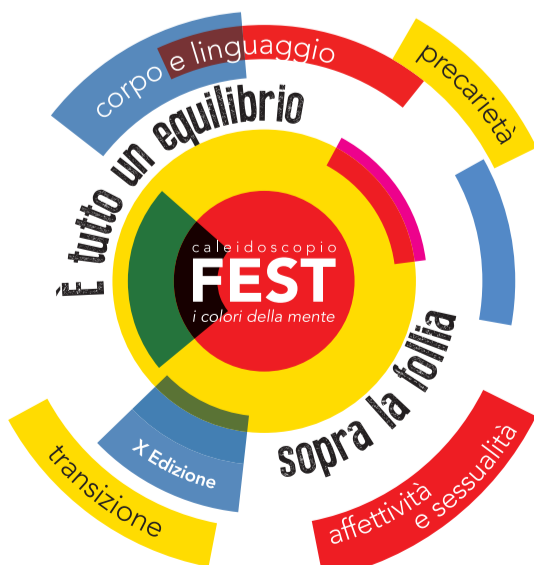 corpo e linguaggio
precarietà
È tutto un equilibrio
sopra la follia
caleidoscopio
FEST
i colori della mente
X Edizione
transizione
affettività
e sessualità